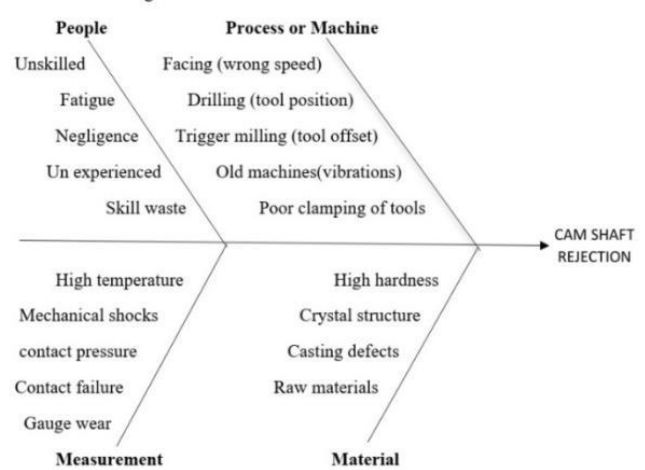 People
Unskilled
Fatigue
Negligence
Un experienced
Skill waste
Process or Machine
Facing (wrong speed)
Drilling (tool position)
Trigger milling (tool offset)
Old machines(vibrations)
Poor clamping of tools
CAM SHAFT
REJECTION
High temperature
Mechanical shocks
contact pressure
Contact failure
Gauge wear
Measurement
High hardness
Crystal structure
Casting defects
Raw materials
Material